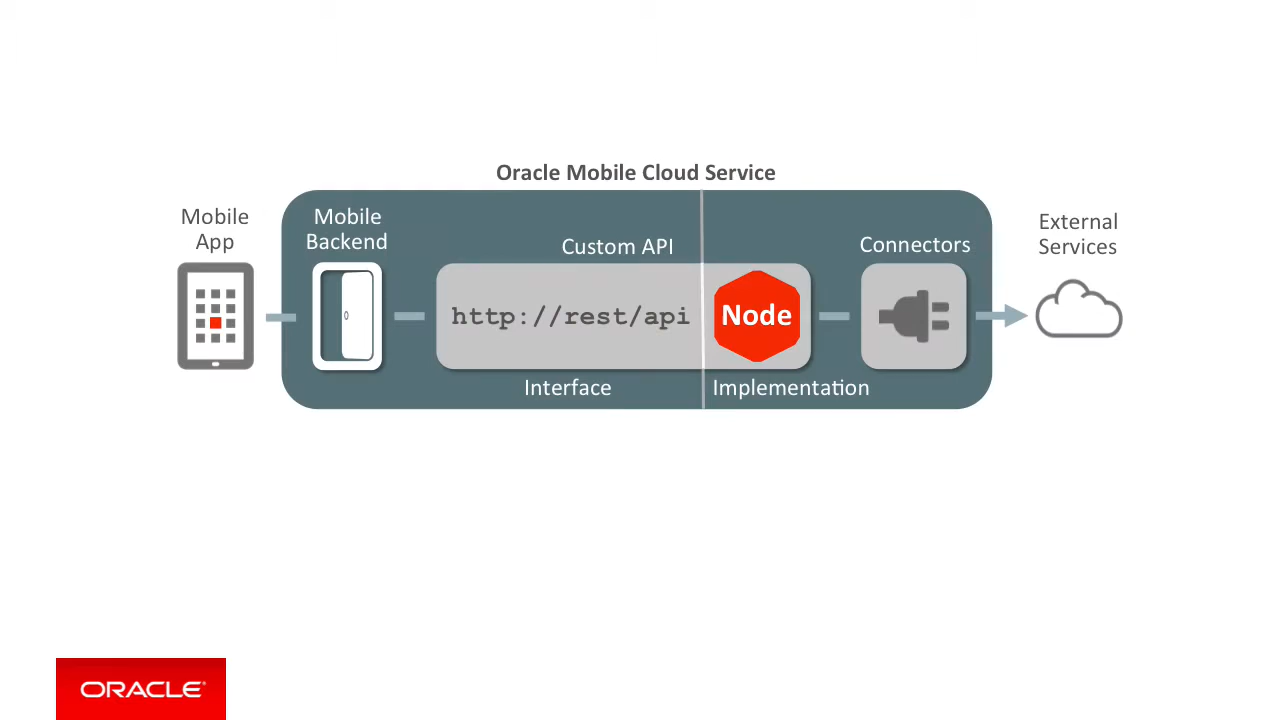 Oracle Mobile Cloud Service
Mobile
App
Mobile
Backend
Custom API
http://rest/api
Node
Interface
Implementation
Connectors
External
Services
ORACLE®